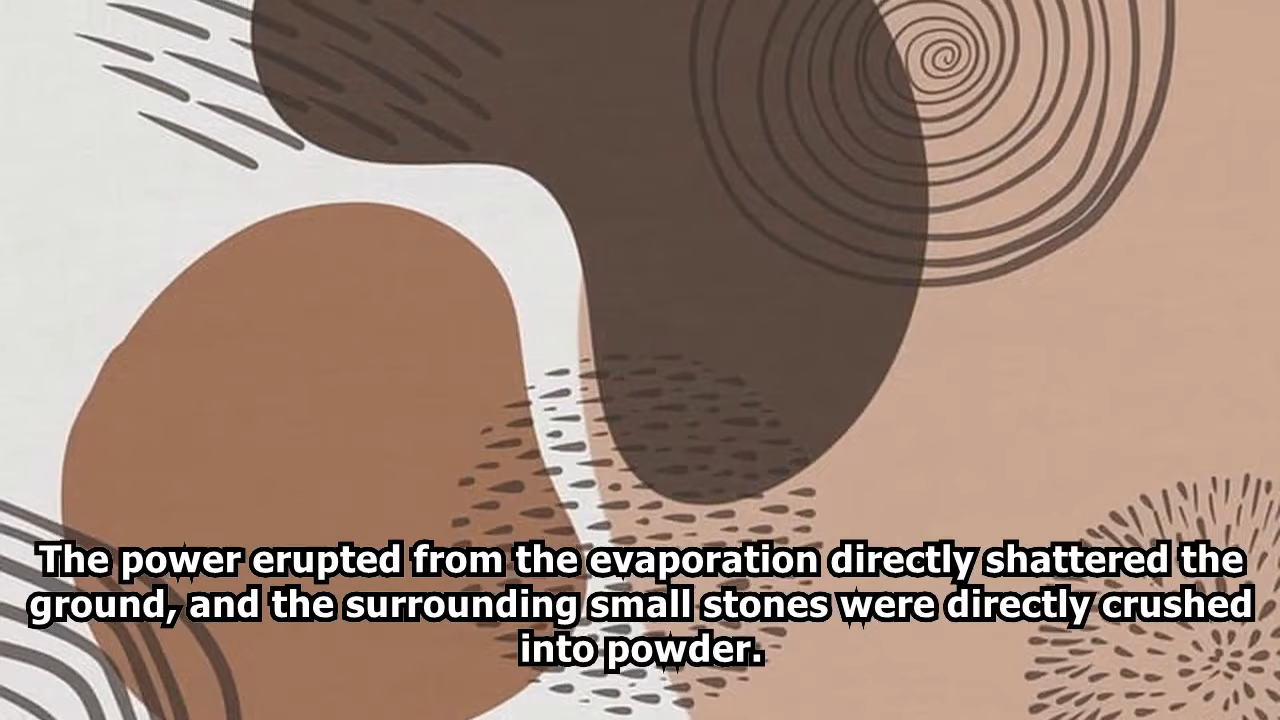 The power erupted from the evaporation directly shattered the
ground, and the surrounding small stones were directly crushed
into powder.